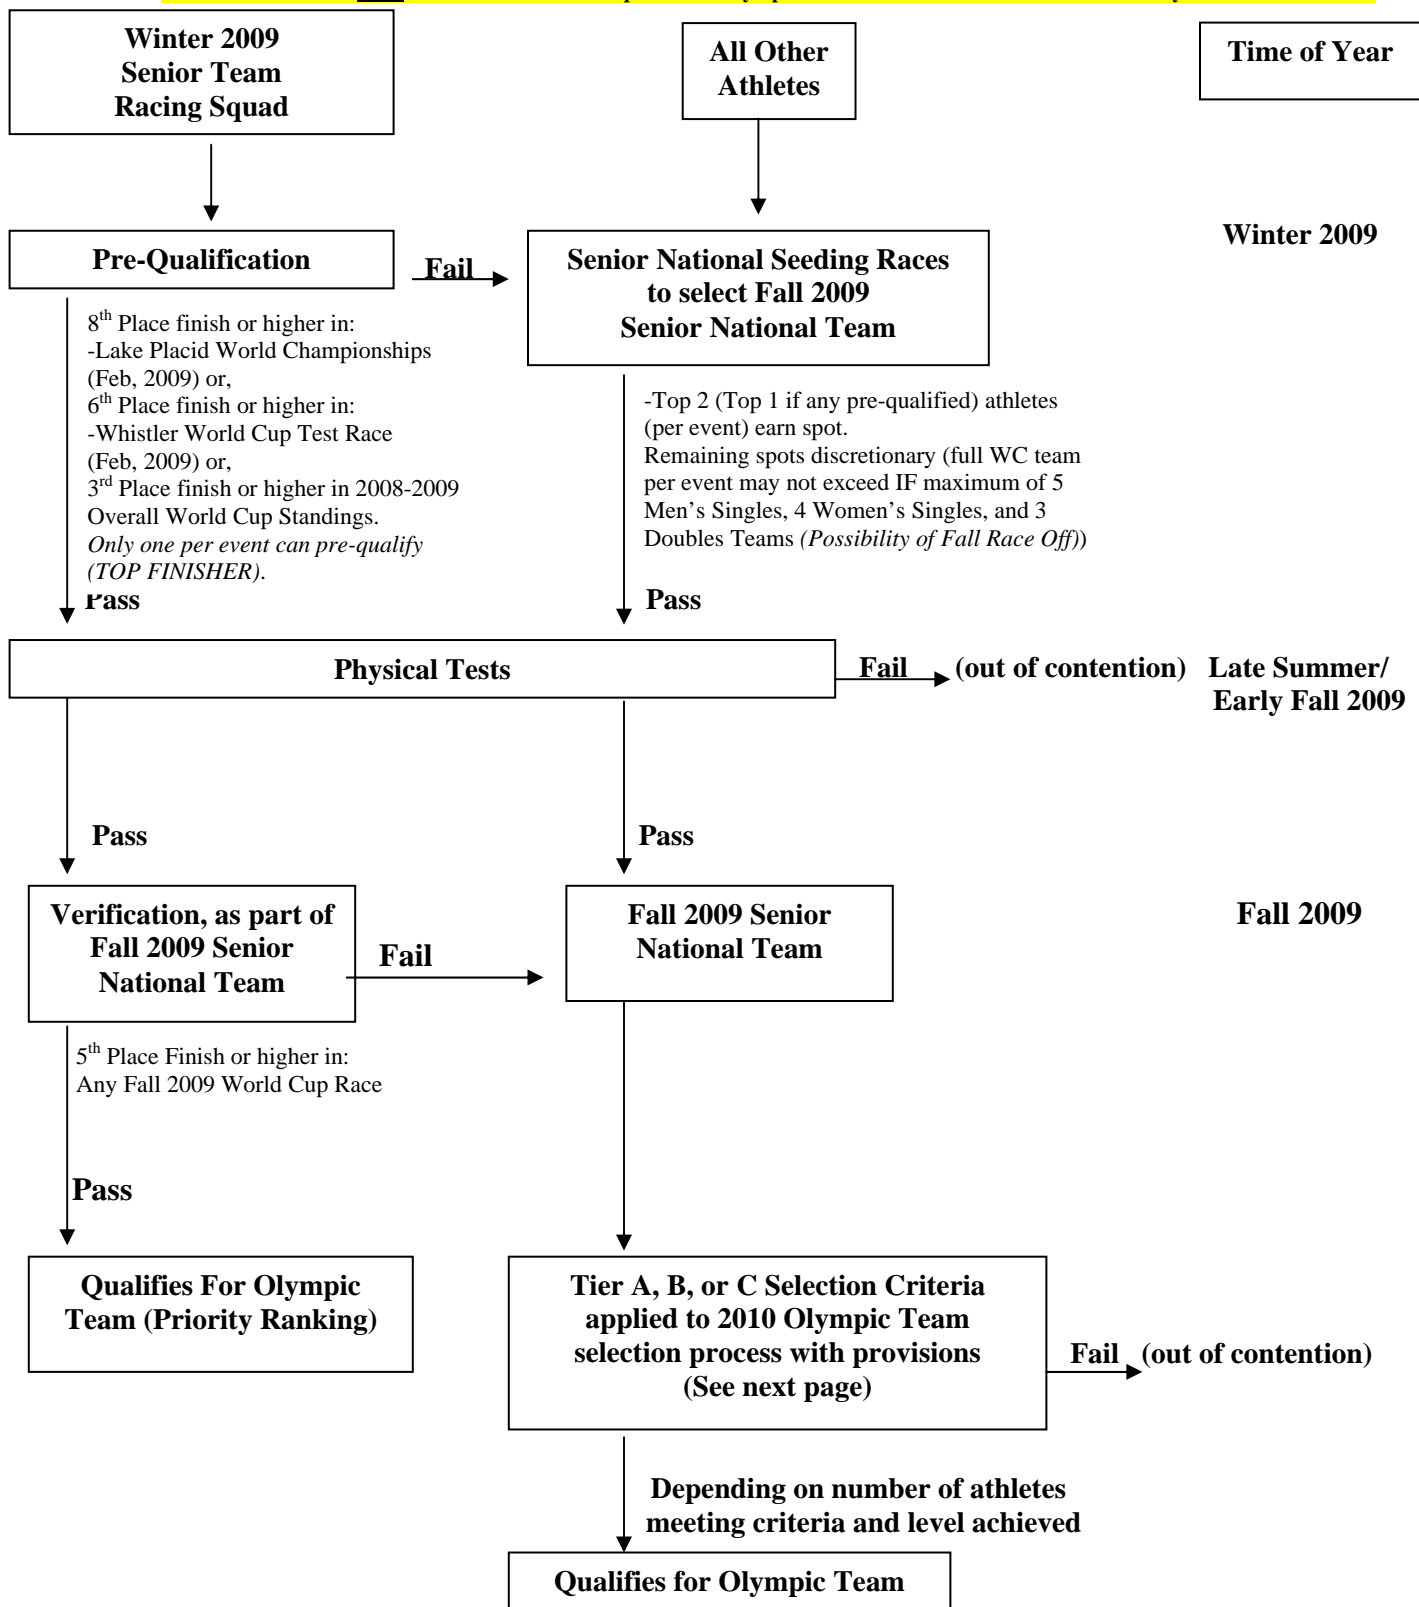 Winter 2009
Senior Team
Racing Squad
All Other
Athletes
Time of Year
Pre-Qualification
Fail
Senior National Seeding Races
to select Fall 2009
Senior National Team
Winter 2009
8th Place finish or higher in:
-Lake Placid World Championships
(Feb, 2009) or,
6th Place finish or higher in:
-Whistler World Cup Test Race
(Feb, 2009) or,
3rd Place finish or higher in 2008-2009
Overall World Cup Standings.
Only one per event can pre-qualify
(TOP FINISHER).
Pass
-Top 2 (Top 1 if any pre-qualified) athletes
(per event) earn spot.
Remaining spots discretionary (full WC team
per event may not exceed IF maximum of 5
Men's Singles, 4 Women's Singles, and 3
Doubles Teams (Possibility of Fall Race Off))
Pass
Physical Tests
Fail
(out of contention)
Late Summer/
Early Fall 2009
Pass
Pass
Verification, as part of
Fall 2009 Senior
National Team
Fail
Fall 2009 Senior
National Team
Fall 2009
5th Place Finish or higher in:
Any Fall 2009 World Cup Race
Pass
Qualifies For Olympic
Team (Priority Ranking)
Tier A, B, or C Selection Criteria
applied to 2010 Olympic Team
selection process with provisions
(See next page)
Fail
(out of contention)
Depending on number of athletes
meeting criteria and level achieved
Qualifies for Olympic Team